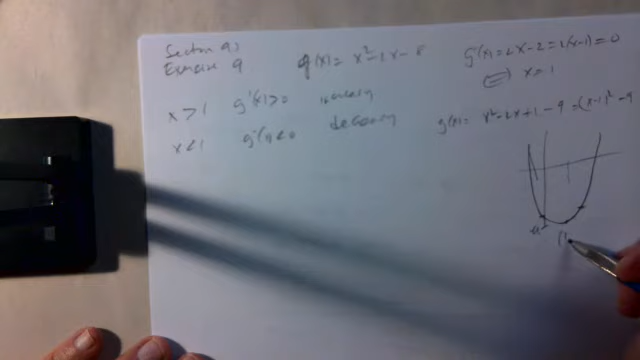 Section 9.3
Exercise 9
g(x) = x²-2x-8
g'(x) = 2x-2 = 2(x-1) = 0
⟺ x=1
x>1 g'(x)>0 increasing
x<1 g'(x)<0 decreasing
g(x) = x²-2x+1-9 = (x-1)²-9